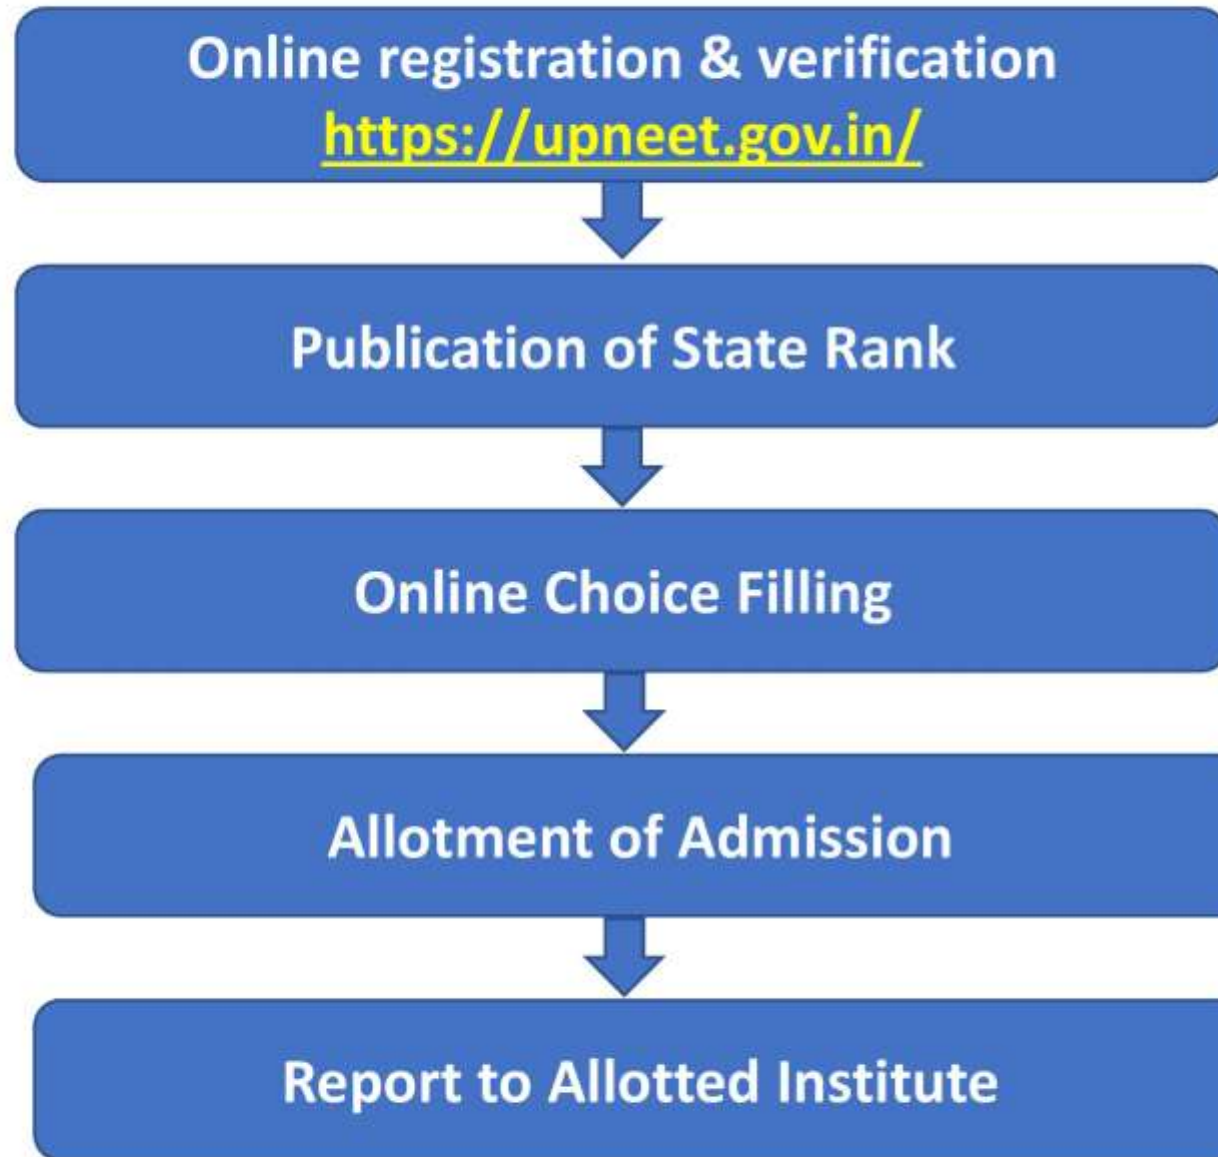 Online registration & verification
https://upneet.gov.in/
Publication of State Rank
Online Choice Filling
Allotment of Admission
Report to Allotted Institute